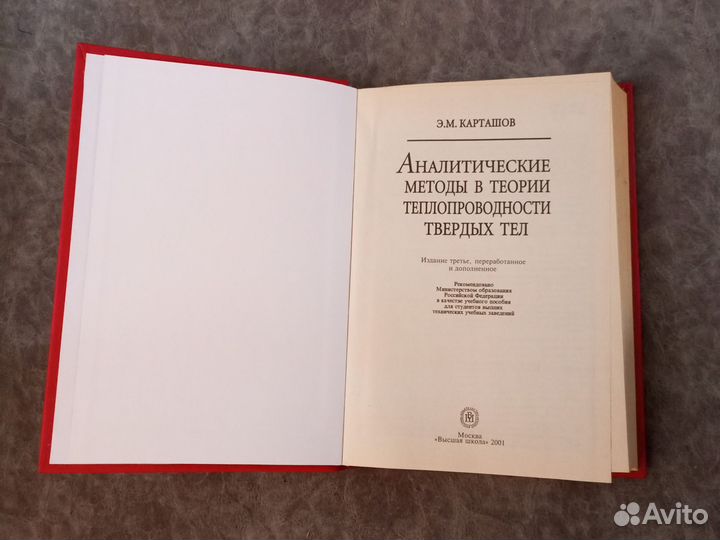 Э.М. КАРТАШОВ
АНАЛИТИЧЕСКИЕ
МЕТОДЫ В ТЕОРИИ
ТЕПЛОПРОВОДНОСТИ
ТВЕРДЫХ ТЕЛ
Издание третье, переработанное
и дополненное
Рекомендовано
Министерством образования
Российской Федерации
в качестве учебного пособия
для студентов высших
технических учебных заведений
Москва
«Высшая школа» 2001
Avito